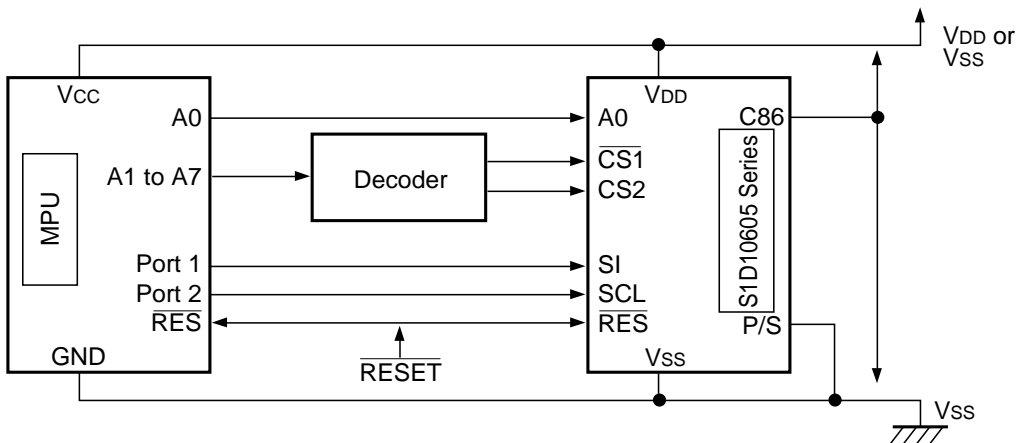 VDD or
VSS
VCC
VDD
A0
A0
C86
CS1
A1 to A7
Decoder
CS2
MPU
S1D10605 Series
Port 1
SI
Port 2
SCL
RES
RES
P/S
GND
RESET
VSS
VSS